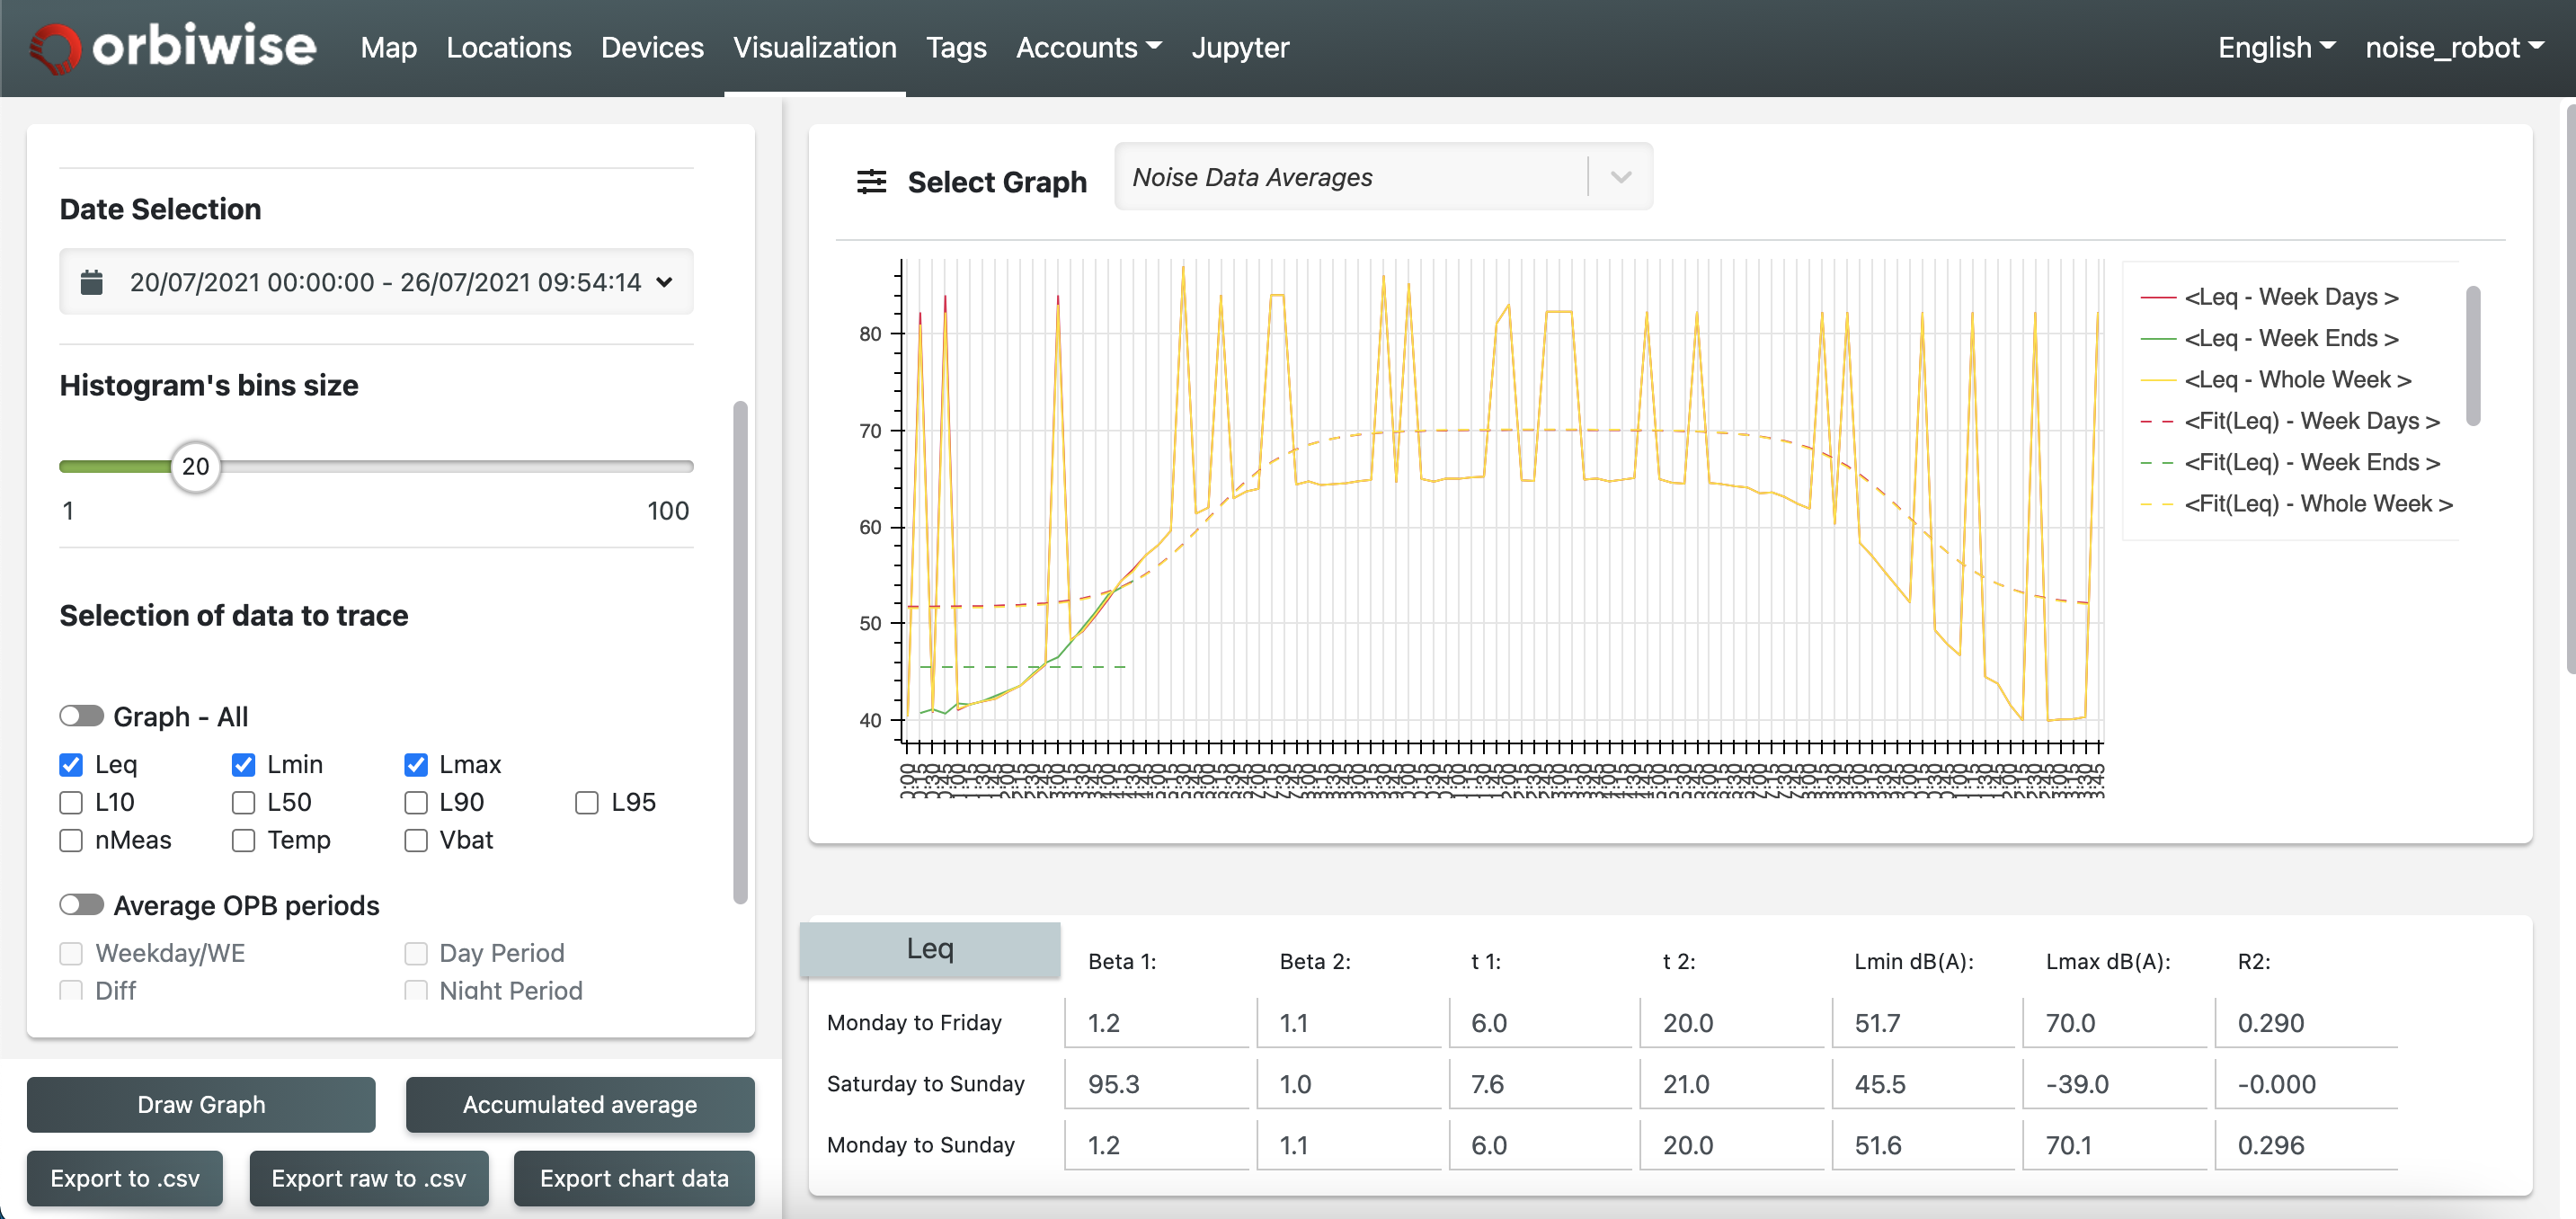 orbiwise Map Locations Devices Visualization Tags Accounts Jupyter English noise_robot
Date Selection
20/07/2021 00:00:00 - 26/07/2021 09:54:14
Histogram's bins size
20
1 100
Selection of data to trace
Graph - All
Leq Lmin Lmax
L10 L50 L90 L95
nMeas Temp Vbat
Average OPB periods
Weekday/WE Day Period
Diff Night Period
Draw Graph Accumulated average
Export to .csv Export raw to .csv Export chart data
Select Graph Noise Data Averages
80
70
60
50
40
<Leq - Week Days >
<Leq - Week Ends >
<Leq - Whole Week >
<Fit(Leq) - Week Days >
<Fit(Leq) - Week Ends >
<Fit(Leq) - Whole Week >
Leq Beta 1: Beta 2: t 1: t 2: Lmin dB(A): Lmax dB(A): R2:
Monday to Friday 1.2 1.1 6.0 20.0 51.7 70.0 0.290
Saturday to Sunday 95.3 1.0 7.6 21.0 45.5 -39.0 -0.000
Monday to Sunday 1.2 1.1 6.0 20.0 51.6 70.1 0.296